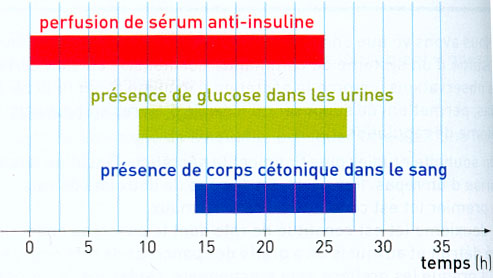 perfusion de sérum anti-insuline
présence de glucose dans les urines
présence de corps cétonique dans le sang
0 5 10 15 20 25 30 35
temps (h)